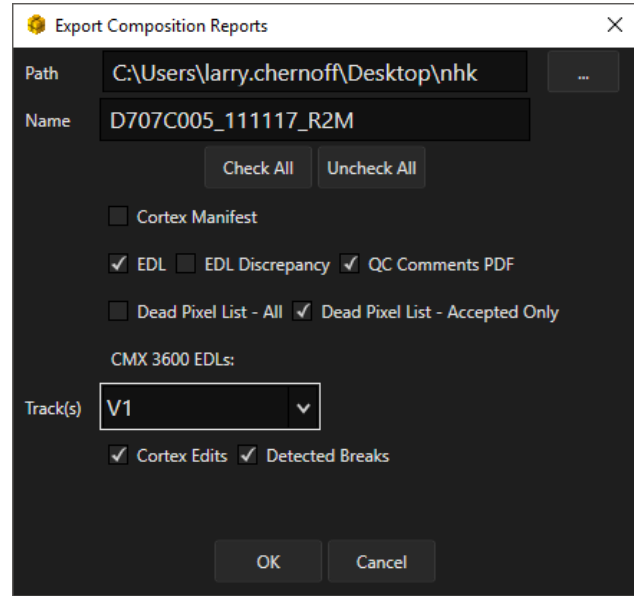 Export Composition Reports
Path C:\Users\larry.chernoff\Desktop\nhk ...
Name D707C005_111117_R2M
Check All Uncheck All
Cortex Manifest
EDL EDL Discrepancy QC Comments PDF
Dead Pixel List - All Dead Pixel List - Accepted Only
CMX 3600 EDLs:
Track(s) V1
Cortex Edits Detected Breaks
OK Cancel